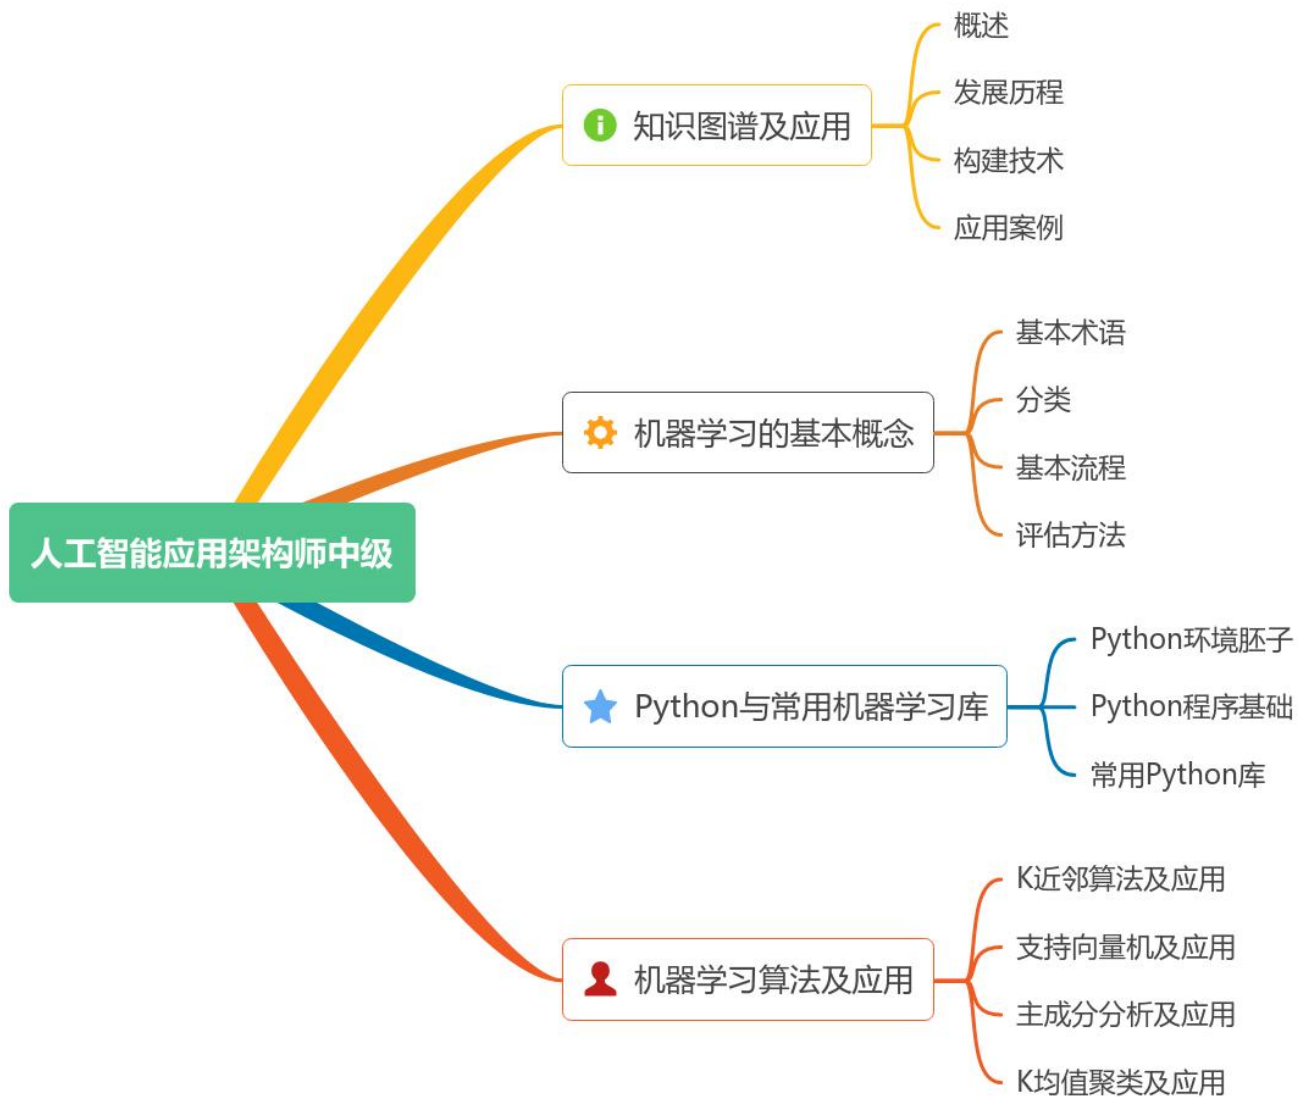 人工智能应用架构师中级
知识图谱及应用
概述
发展历程
构建技术
应用案例
机器学习的基本概念
基本术语
分类
基本流程
评估方法
Python与常用机器学习库
Python环境胚子
Python程序基础
常用Python库
机器学习算法及应用
K近邻算法及应用
支持向量机及应用
主成分分析及应用
K均值聚类及应用